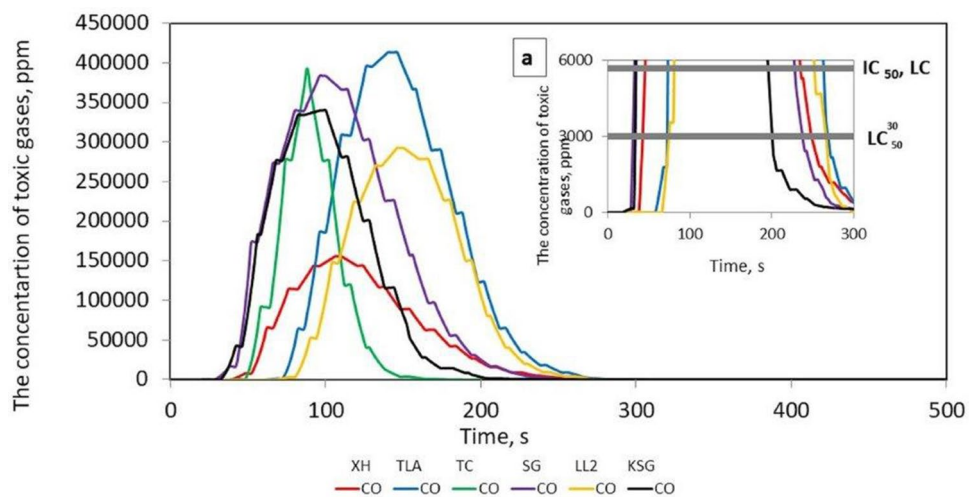 450000
400000
350000
300000
250000
200000
150000
100000
50000
0
The concentartion of toxic gases, ppm
0 100 200 300 400 500
Time, s
a
6000
3000
0
The concentration of toxic
gases, ppm
0 100 200 300
Time, s
IC 50, LC
LC 30
50
XH TLA TC SG LL2 KSG
CO CO CO CO CO CO